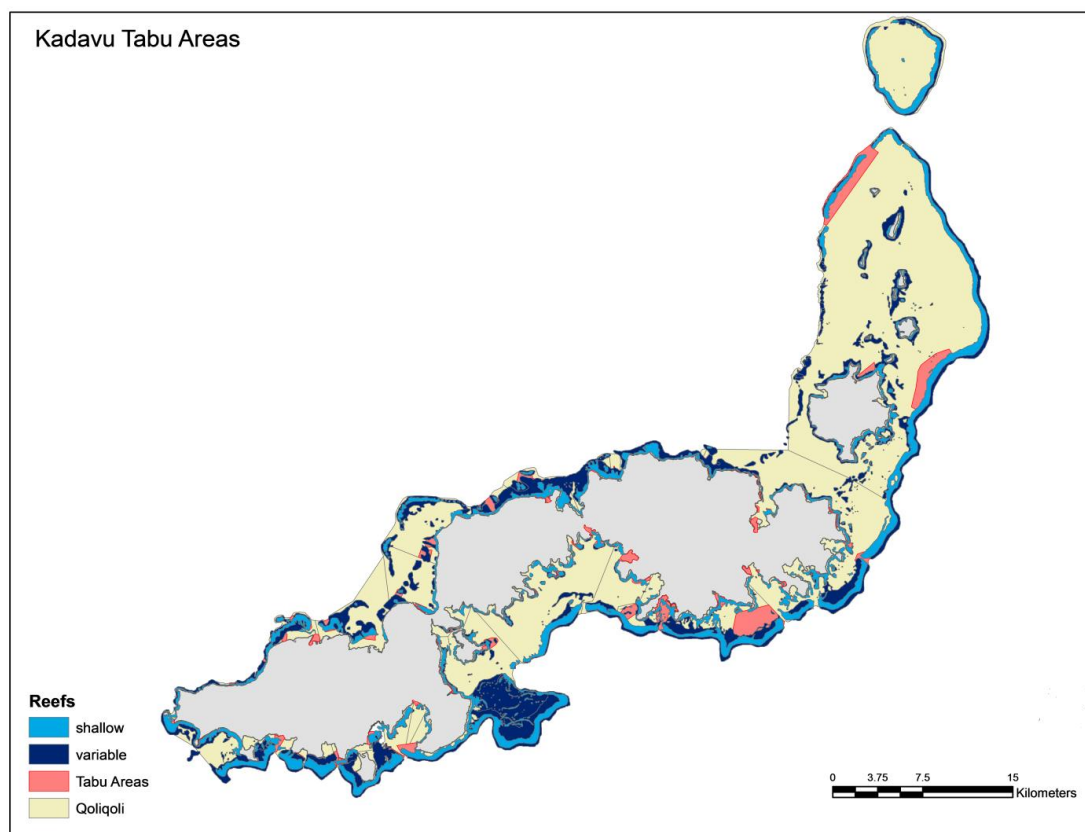 Kadavu Tabu Areas
Reefs
shallow
variable
Tabu Areas
Qoliqoli
0 3.75 7.5 15
Kilometers